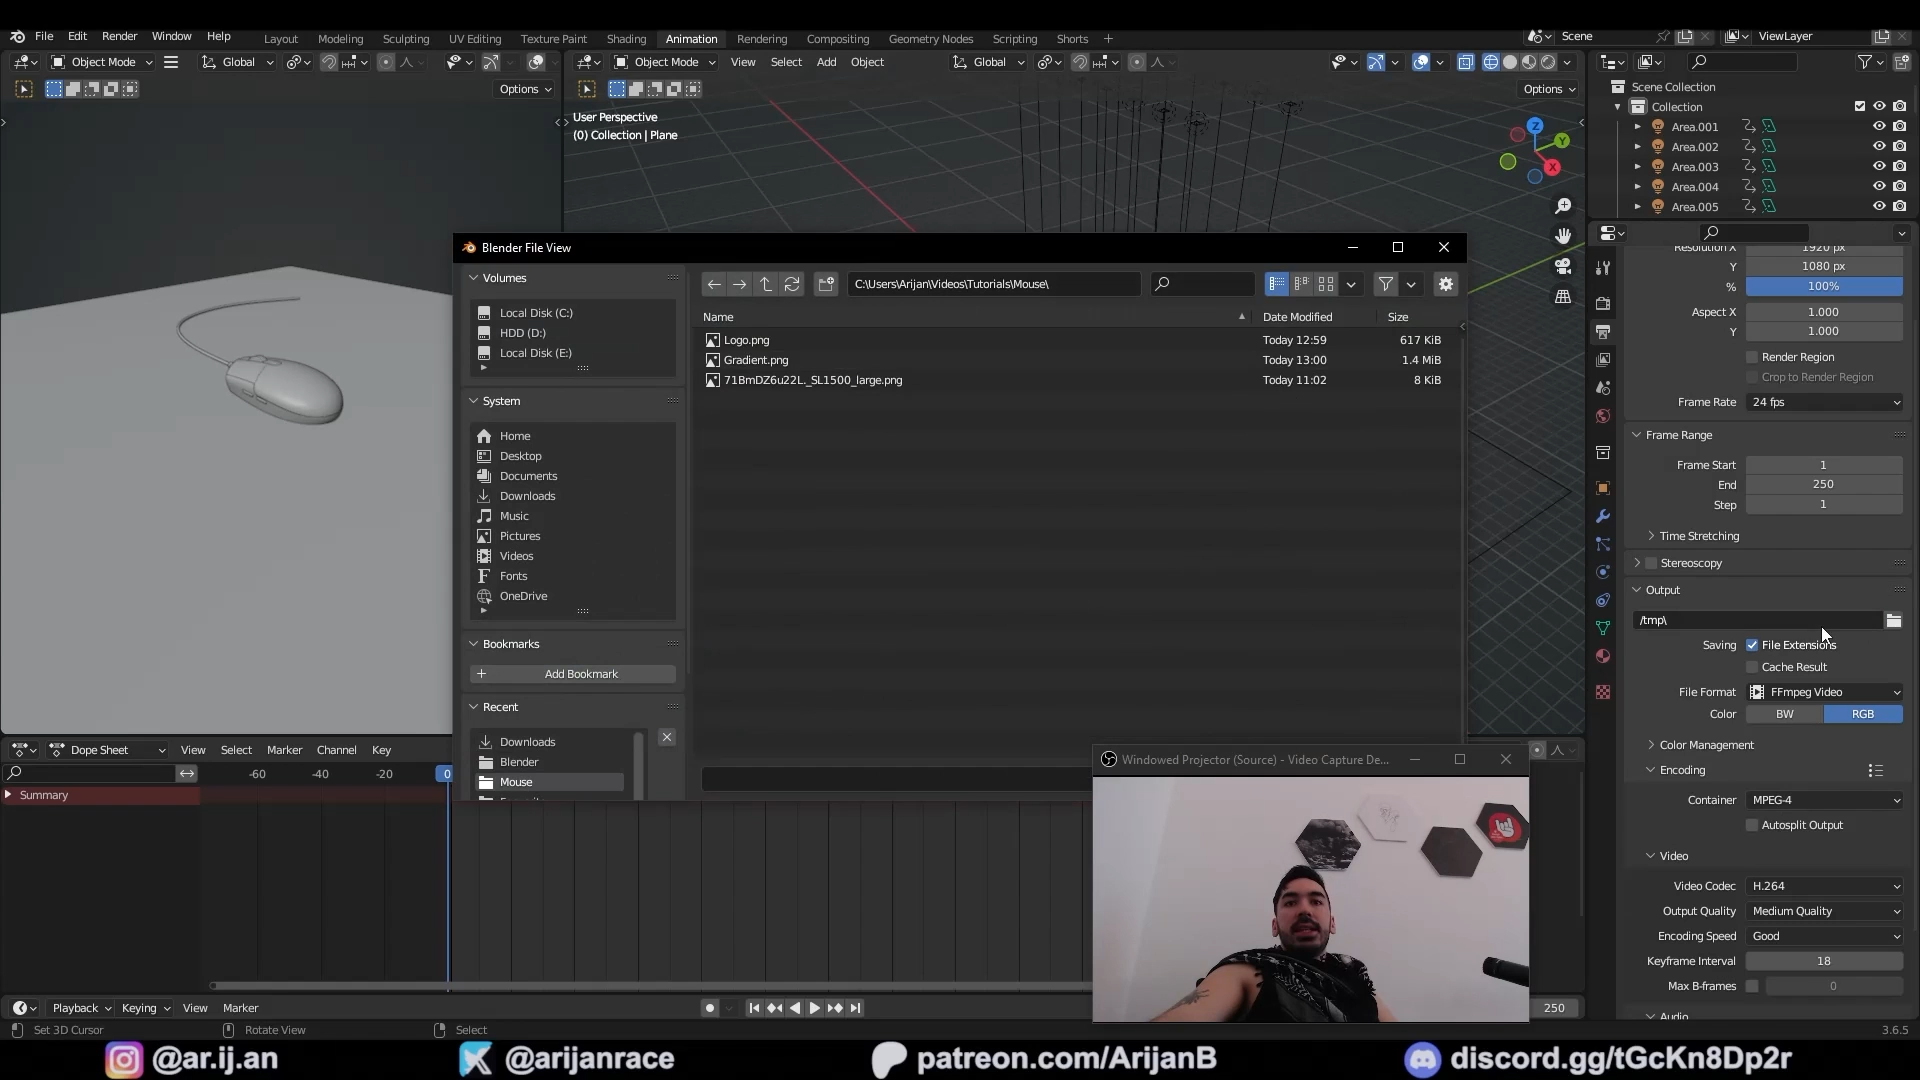 File Edit Render Window Help Layout Modeling Sculpting UV Editing Texture Paint Shading Animation Rendering Compositing Geometry Nodes Scripting Shorts + Scene ViewLayer
Object Mode Global Object Mode View Select Add Object Global
Options Options
User Perspective
(0) Collection | Plane
Scene Collection
Collection
Area.001
Area.002
Area.003
Area.004
Area.005
Z
Y
X
Blender File View
Volumes
Local Disk (C:)
HDD (D:)
Local Disk (E:)
System
Home
Desktop
Documents
Downloads
Music
Pictures
Videos
Fonts
OneDrive
Bookmarks
Add Bookmark
Recent
Downloads
Blender
Mouse
C:\Users\Arijan\Videos\Tutorials\Mouse\
Name Date Modified Size
Logo.png Today 12:59 617 KiB
Gradient.png Today 13:00 1.4 MiB
71BmDZ6u22L._SL1500_large.png Today 11:02 8 KiB
Resolution X 1920 px
Y 1080 px
% 100%
Aspect X 1.000
Y 1.000
Render Region
Crop to Render Region
Frame Rate 24 fps
Frame Range
Frame Start 1
End 250
Step 1
Time Stretching
Stereoscopy
Output
/tmp\
Saving File Extensions
Cache Result
File Format FFmpeg Video
Color BW RGB
Color Management
Encoding
Container MPEG-4
Autosplit Output
Video
Video Codec H.264
Output Quality Medium Quality
Encoding Speed Good
Keyframe Interval 18
Max B-frames 0
Audio
Dope Sheet View Select Marker Channel Key
-60 -40 -20 0
Summary
Windowed Projector (Source) - Video Capture De...
Playback Keying View Marker
250
Set 3D Cursor Rotate View Select 3.6.5
@ar.ij.an @arijanrace patreon.com/ArijanB discord.gg/tGcKn8Dp2r